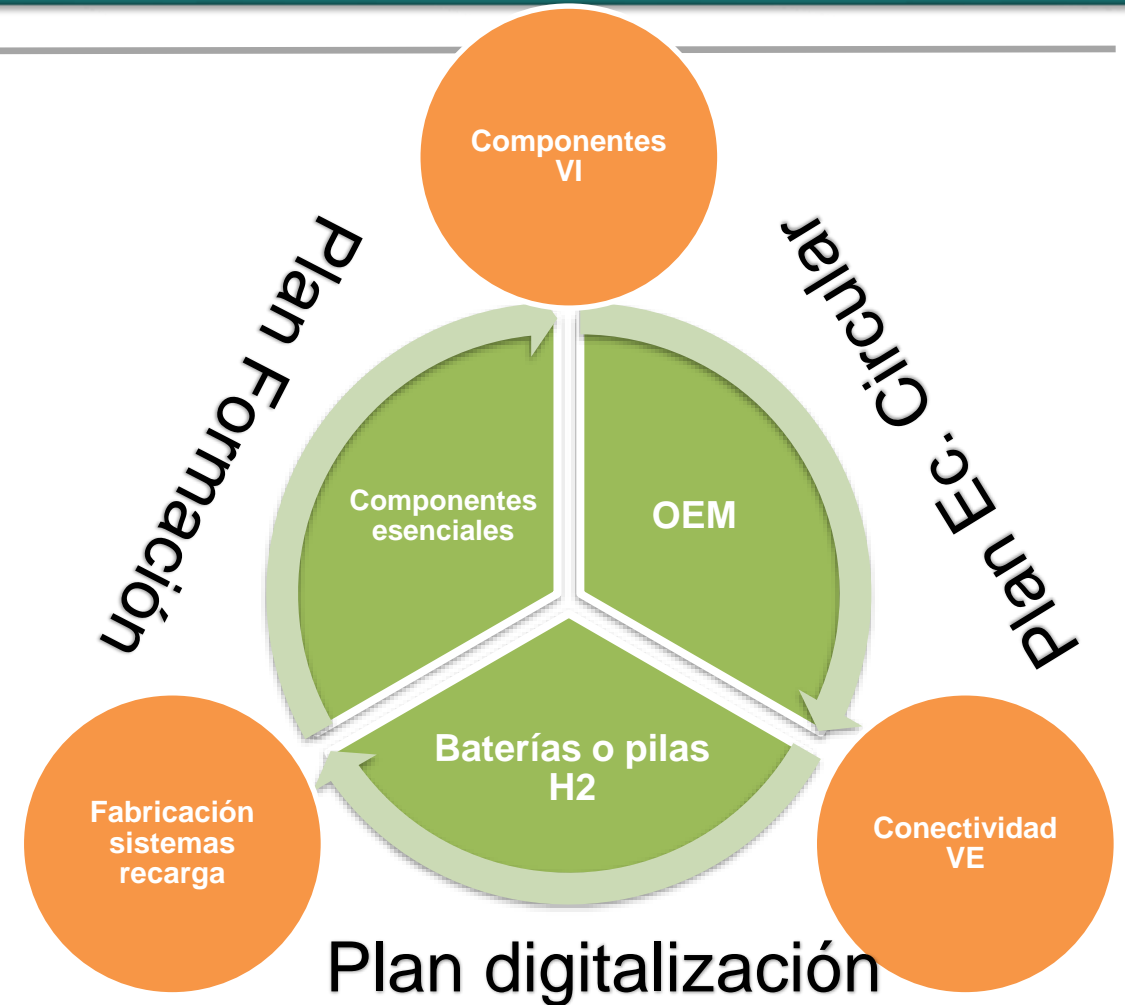 Componentes
VI
Plan Formación
Plan Ec. Circular
Componentes
esenciales
OEM
Baterías o pilas
H2
Fabricación
sistemas
recarga
Conectividad
VE
Plan digitalización